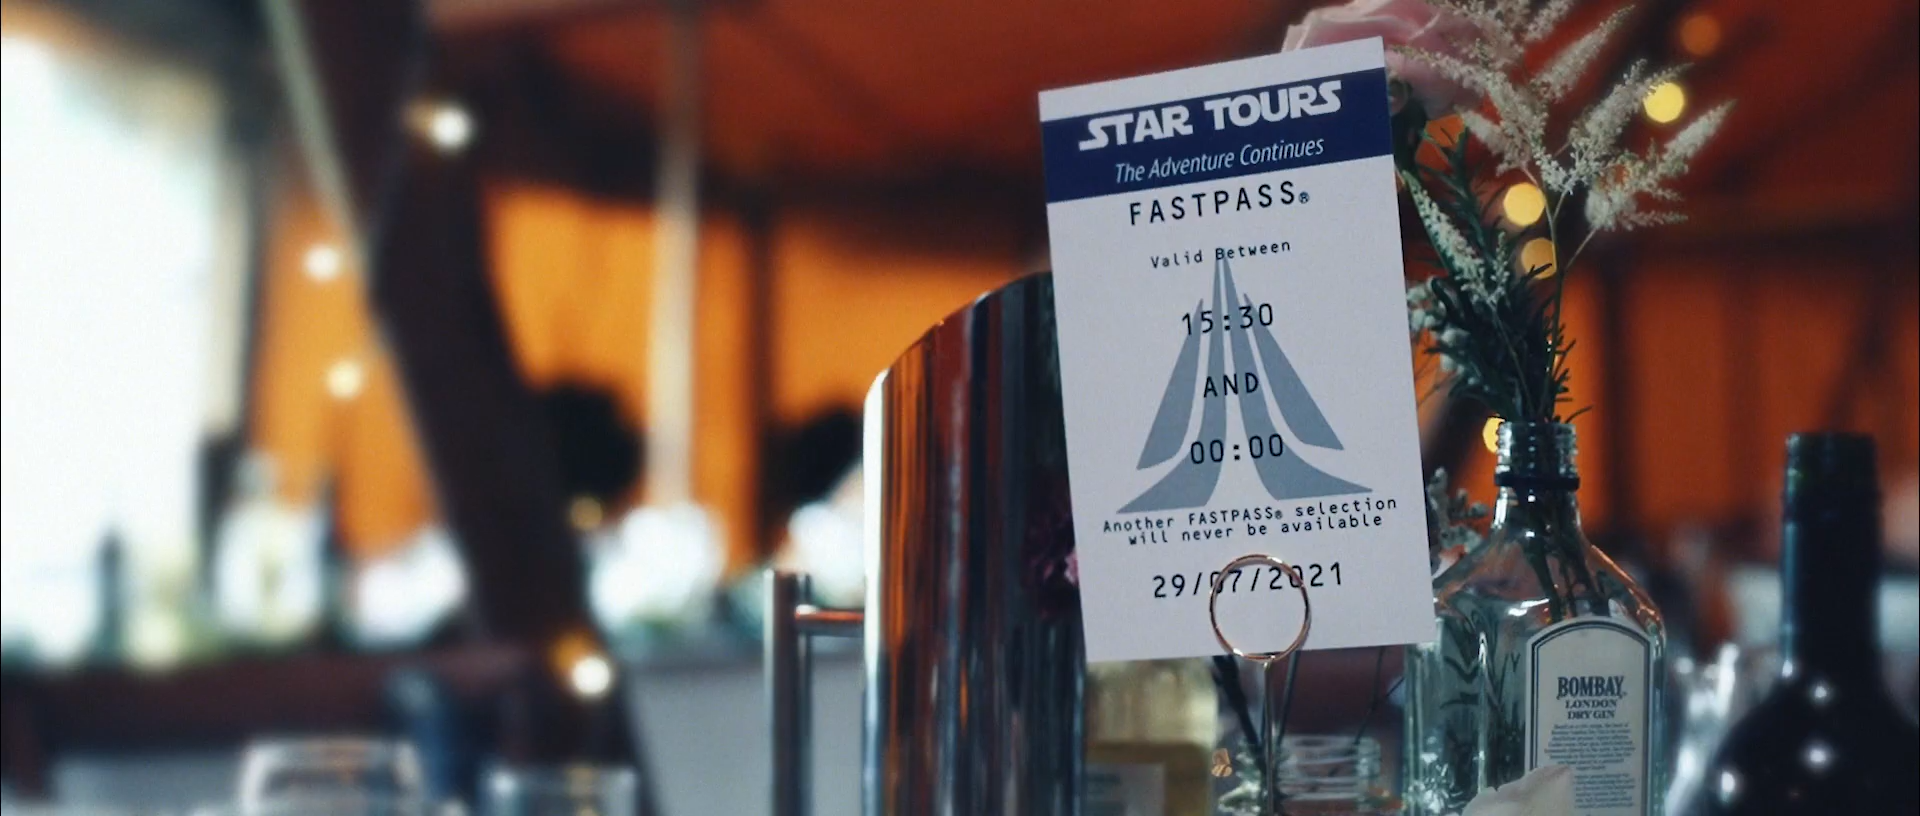 STAR TOURS
The Adventure Continues
FASTPASS®
Valid Between
15:30
AND
00:00
Another FASTPASS® selection
will never be available
29/07/2021
BOMBAY
LONDON
DRY GIN